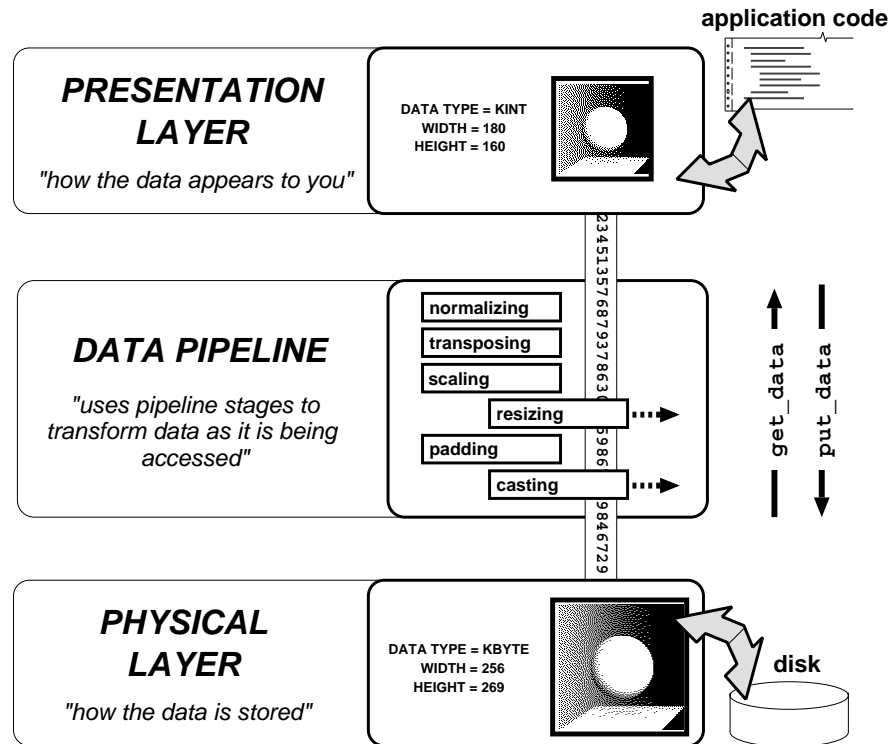 application code
PRESENTATION
LAYER
"how the data appears to you"
DATA TYPE = KINT
WIDTH = 180
HEIGHT = 160
23451357687937863
DATA PIPELINE
"uses pipeline stages to
transform data as it is being
accessed"
normalizing
transposing
scaling
resizing
padding
casting
get_data
put_data
9846729
PHYSICAL
LAYER
"how the data is stored"
DATA TYPE = KBYTE
WIDTH = 256
HEIGHT = 269
disk